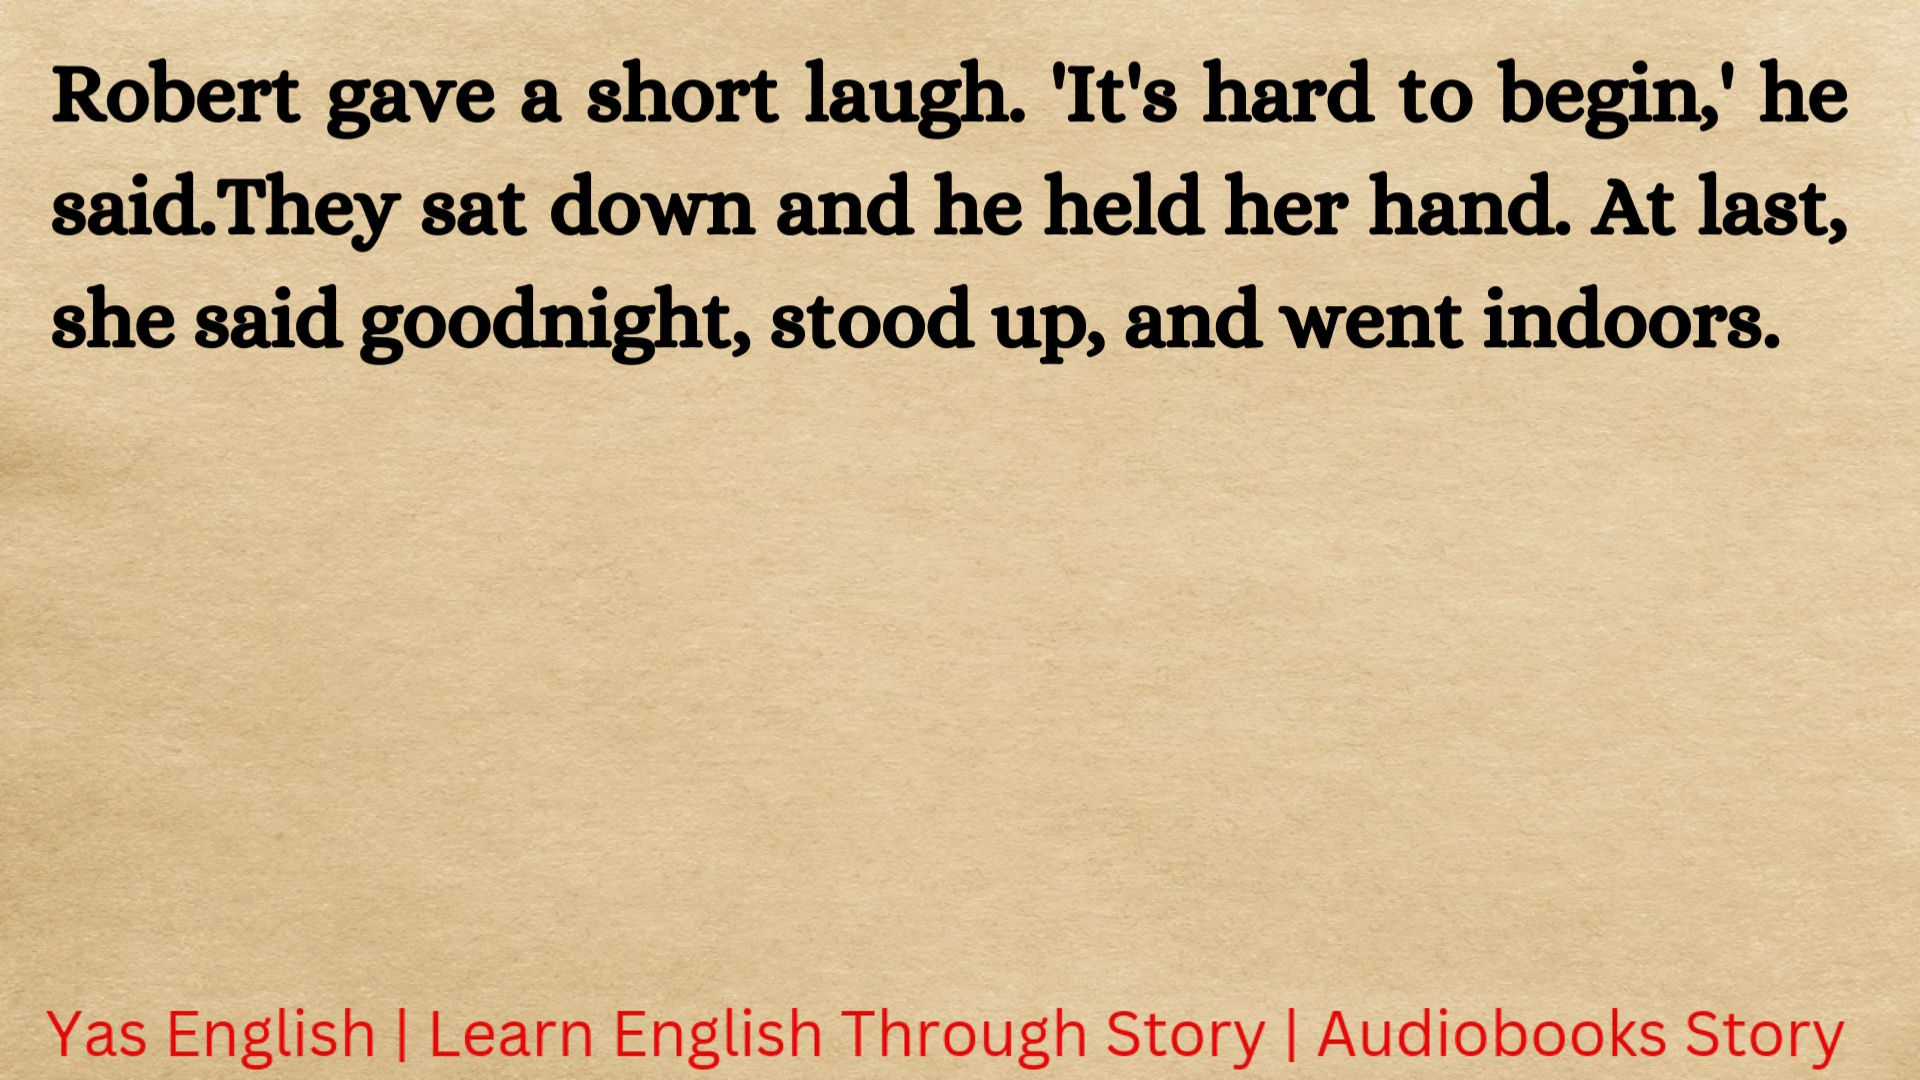 Robert gave a short laugh. 'It's hard to begin,' he
said.They sat down and he held her hand. At last,
she said goodnight, stood up, and went indoors.
Yas English | Learn English Through Story | Audiobooks Story